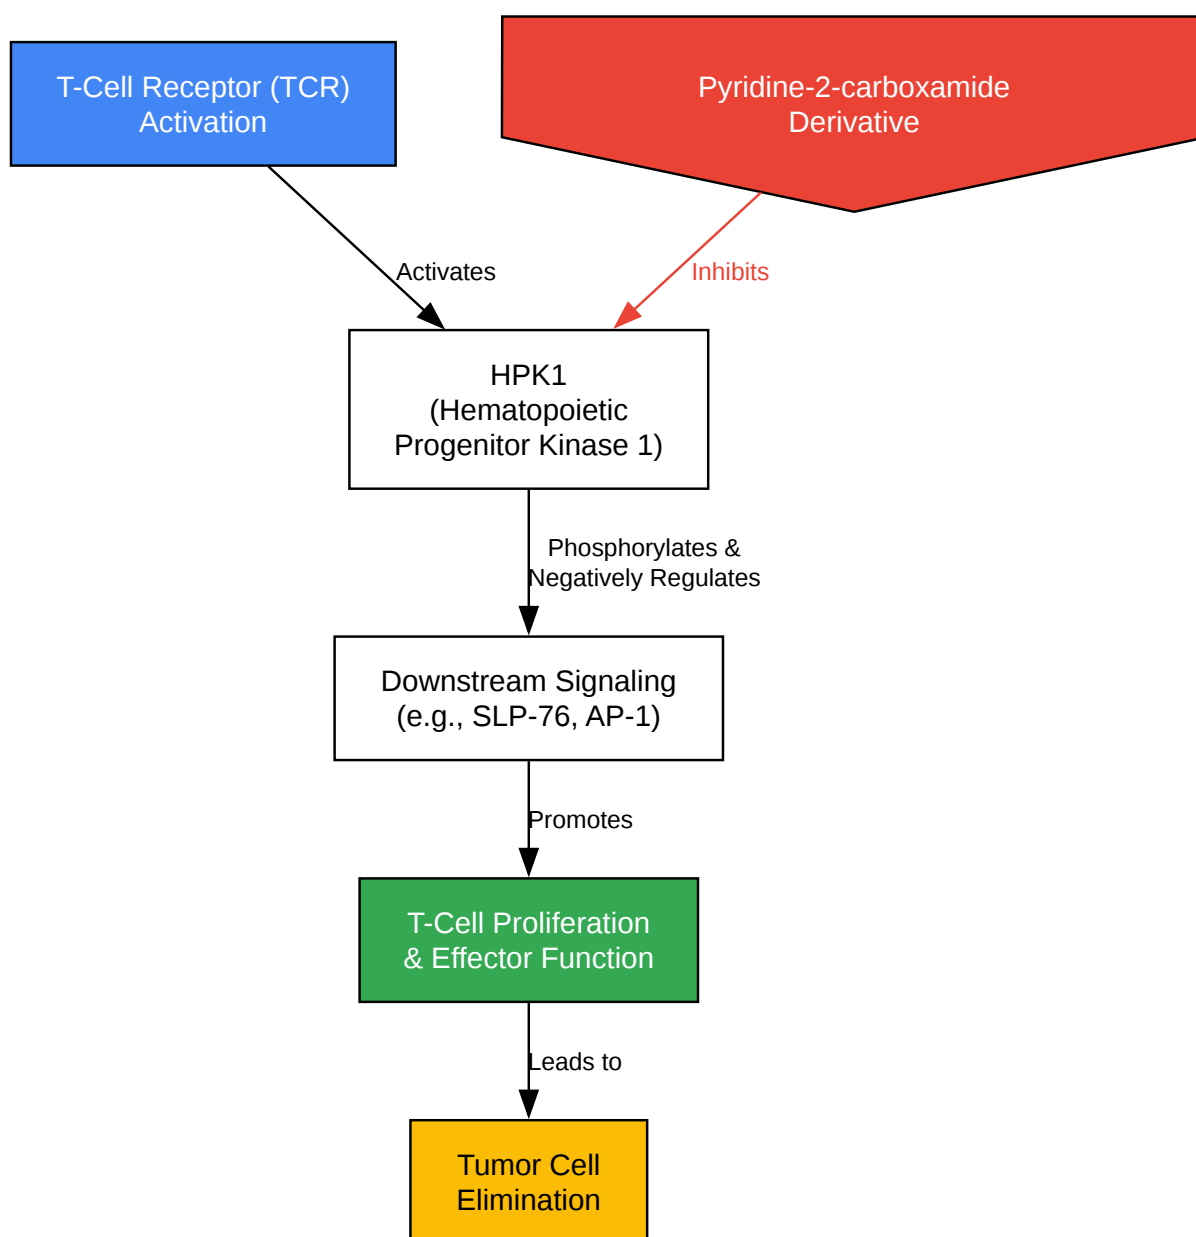 T-Cell Receptor (TCR)
Activation
Pyridine-2-carboxamide
Derivative
Activates
Inhibits
HPK1
(Hematopoietic
Progenitor Kinase 1)
Phosphorylates &
Negatively Regulates
Downstream Signaling
(e.g., SLP-76, AP-1)
Promotes
T-Cell Proliferation
& Effector Function
Leads to
Tumor Cell
Elimination